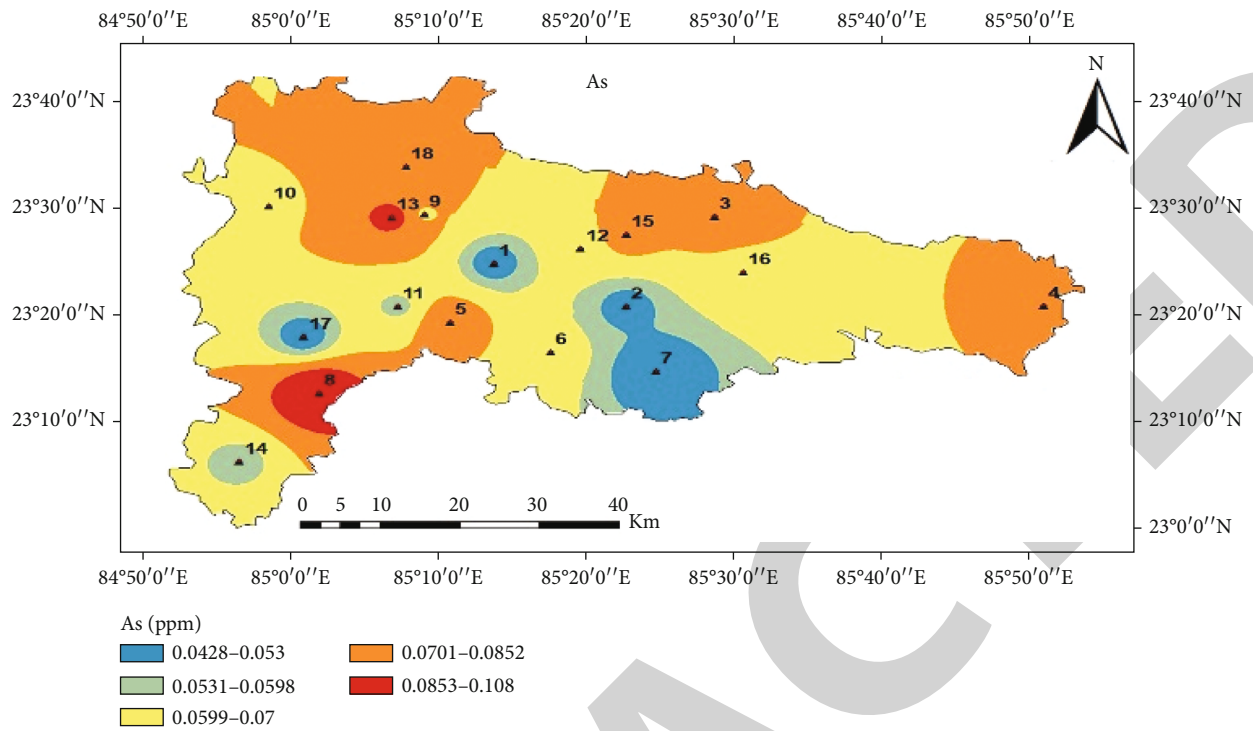 84°50′0′′E 85°0′0′′E 85°10′0′′E 85°20′0′′E 85°30′0′′E 85°40′0′′E 85°50′0′′E
As
N
23°40′0′′N 23°40′0′′N
18
10
13 9
3
23°30′0′′N 23°30′0′′N
15
12
1
16
2
11
4
5
23°20′0′′N 23°20′0′′N
17
6
7
8
23°10′0′′N 23°10′0′′N
14
0 5 10 20 30 40
Km
23°0′0′′N 23°0′0′′N
84°50′0′′E 85°0′0′′E 85°10′0′′E 85°20′0′′E 85°30′0′′E 85°40′0′′E 85°50′0′′E
As (ppm)
0.0428–0.053 0.0701–0.0852
0.0531–0.0598 0.0853–0.108
0.0599–0.07